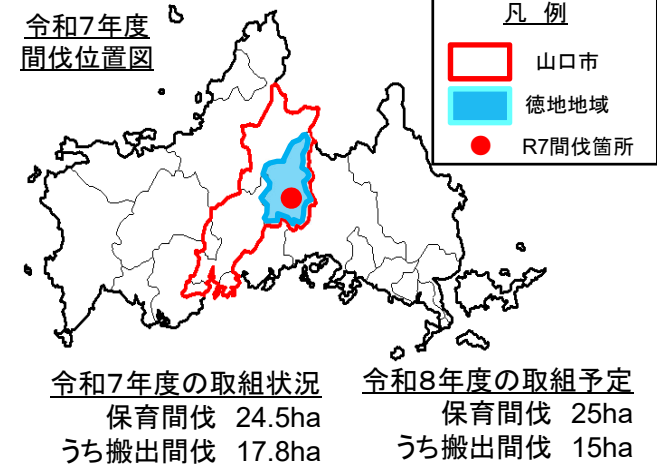 令和7年度
間伐位置図
凡 例
山口市
徳地地域
R7間伐箇所
令和7年度の取組状況
保育間伐 24.5ha
うち搬出間伐 17.8ha
令和8年度の取組予定
保育間伐 25ha
うち搬出間伐 15ha